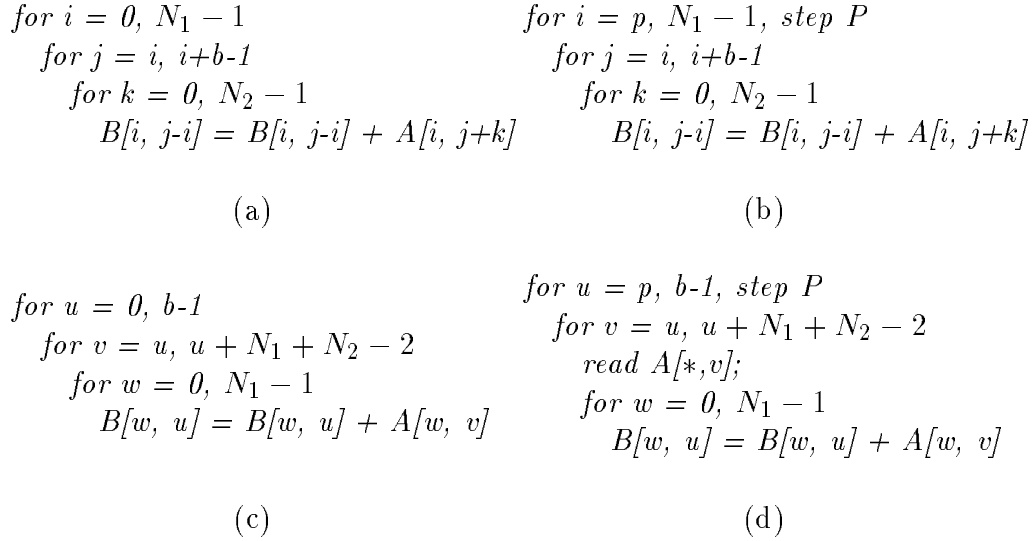 for i = 0, N₁ − 1
for j = i, i+b-1
for k = 0, N₂ − 1
B[i, j-i] = B[i, j-i] + A[i, j+k]
(a)
for i = p, N₁ − 1, step P
for j = i, i+b-1
for k = 0, N₂ − 1
B[i, j-i] = B[i, j-i] + A[i, j+k]
(b)
for u = 0, b-1
for v = u, u + N₁ + N₂ − 2
for w = 0, N₁ − 1
B[w, u] = B[w, u] + A[w, v]
(c)
for u = p, b-1, step P
for v = u, u + N₁ + N₂ − 2
read A[*,v];
for w = 0, N₁ − 1
B[w, u] = B[w, u] + A[w, v]
(d)